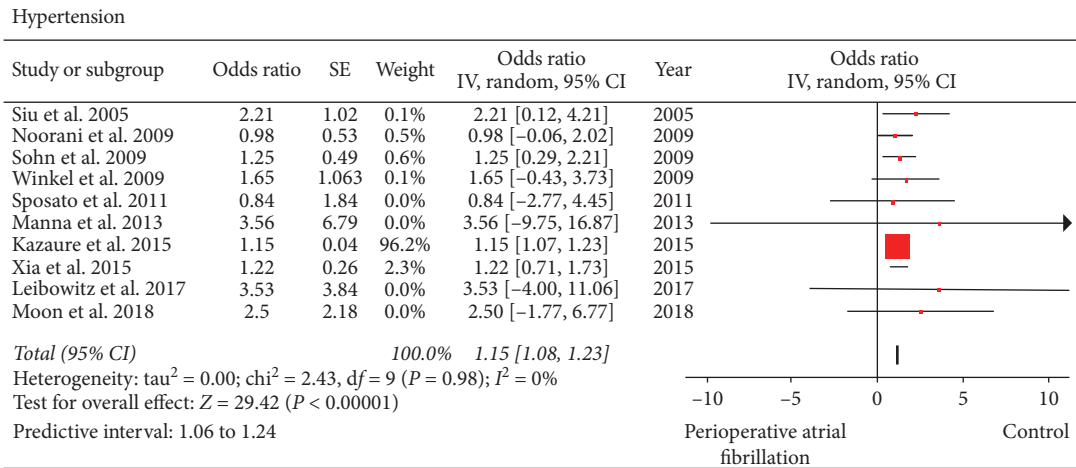 Hypertension
Study or subgroup Odds ratio SE Weight Odds ratio IV, random, 95% CI Year Odds ratio IV, random, 95% CI
Siu et al. 2005 2.21 1.02 0.1% 2.21 [0.12, 4.21] 2005
Noorani et al. 2009 0.98 0.53 0.5% 0.98 [–0.06, 2.02] 2009
Sohn et al. 2009 1.25 0.49 0.6% 1.25 [0.29, 2.21] 2009
Winkel et al. 2009 1.65 1.063 0.1% 1.65 [–0.43, 3.73] 2009
Sposato et al. 2011 0.84 1.84 0.0% 0.84 [–2.77, 4.45] 2011
Manna et al. 2013 3.56 6.79 0.0% 3.56 [–9.75, 16.87] 2013
Kazaure et al. 2015 1.15 0.04 96.2% 1.15 [1.07, 1.23] 2015
Xia et al. 2015 1.22 0.26 2.3% 1.22 [0.71, 1.73] 2015
Leibowitz et al. 2017 3.53 3.84 0.0% 3.53 [–4.00, 11.06] 2017
Moon et al. 2018 2.5 2.18 0.0% 2.50 [–1.77, 6.77] 2018
Total (95% CI) 100.0% 1.15 [1.08, 1.23]
Heterogeneity: tau² = 0.00; chi² = 2.43, df = 9 (P = 0.98); I² = 0%
Test for overall effect: Z = 29.42 (P < 0.00001)
Predictive interval: 1.06 to 1.24
–10 –5 0 5 10
Perioperative atrial fibrillation Control